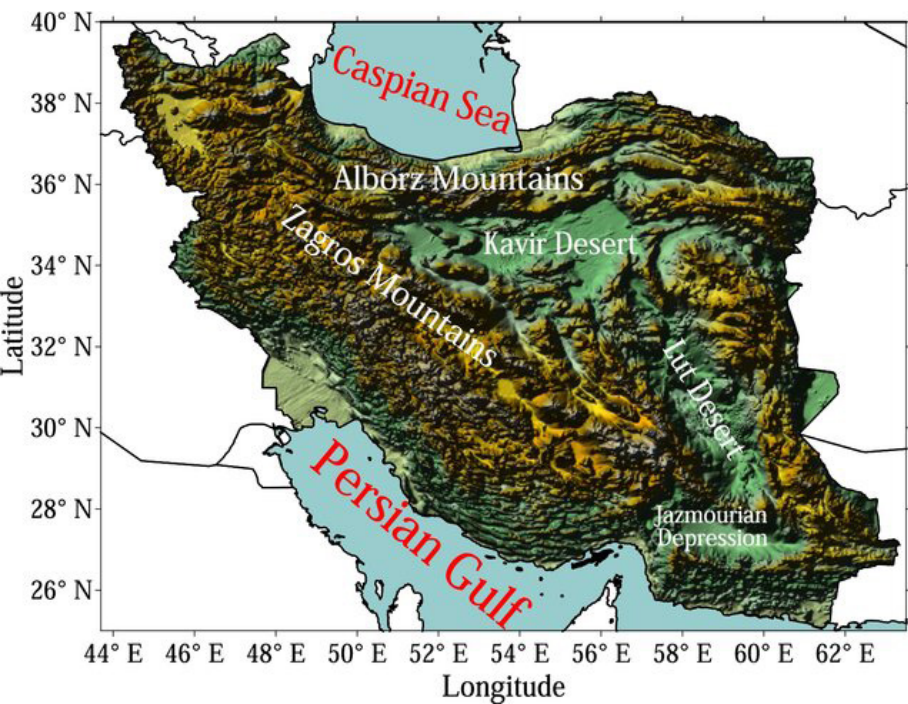 40° N
38° N
36° N
34° N
32° N
30° N
28° N
26° N
Latitude
Caspian Sea
Alborz Mountains
Kavir Desert
Zagros Mountains
Lut Desert
Persian Gulf
Jazmourian
Depression
44° E 46° E 48° E 50° E 52° E 54° E 56° E 58° E 60° E 62° E
Longitude